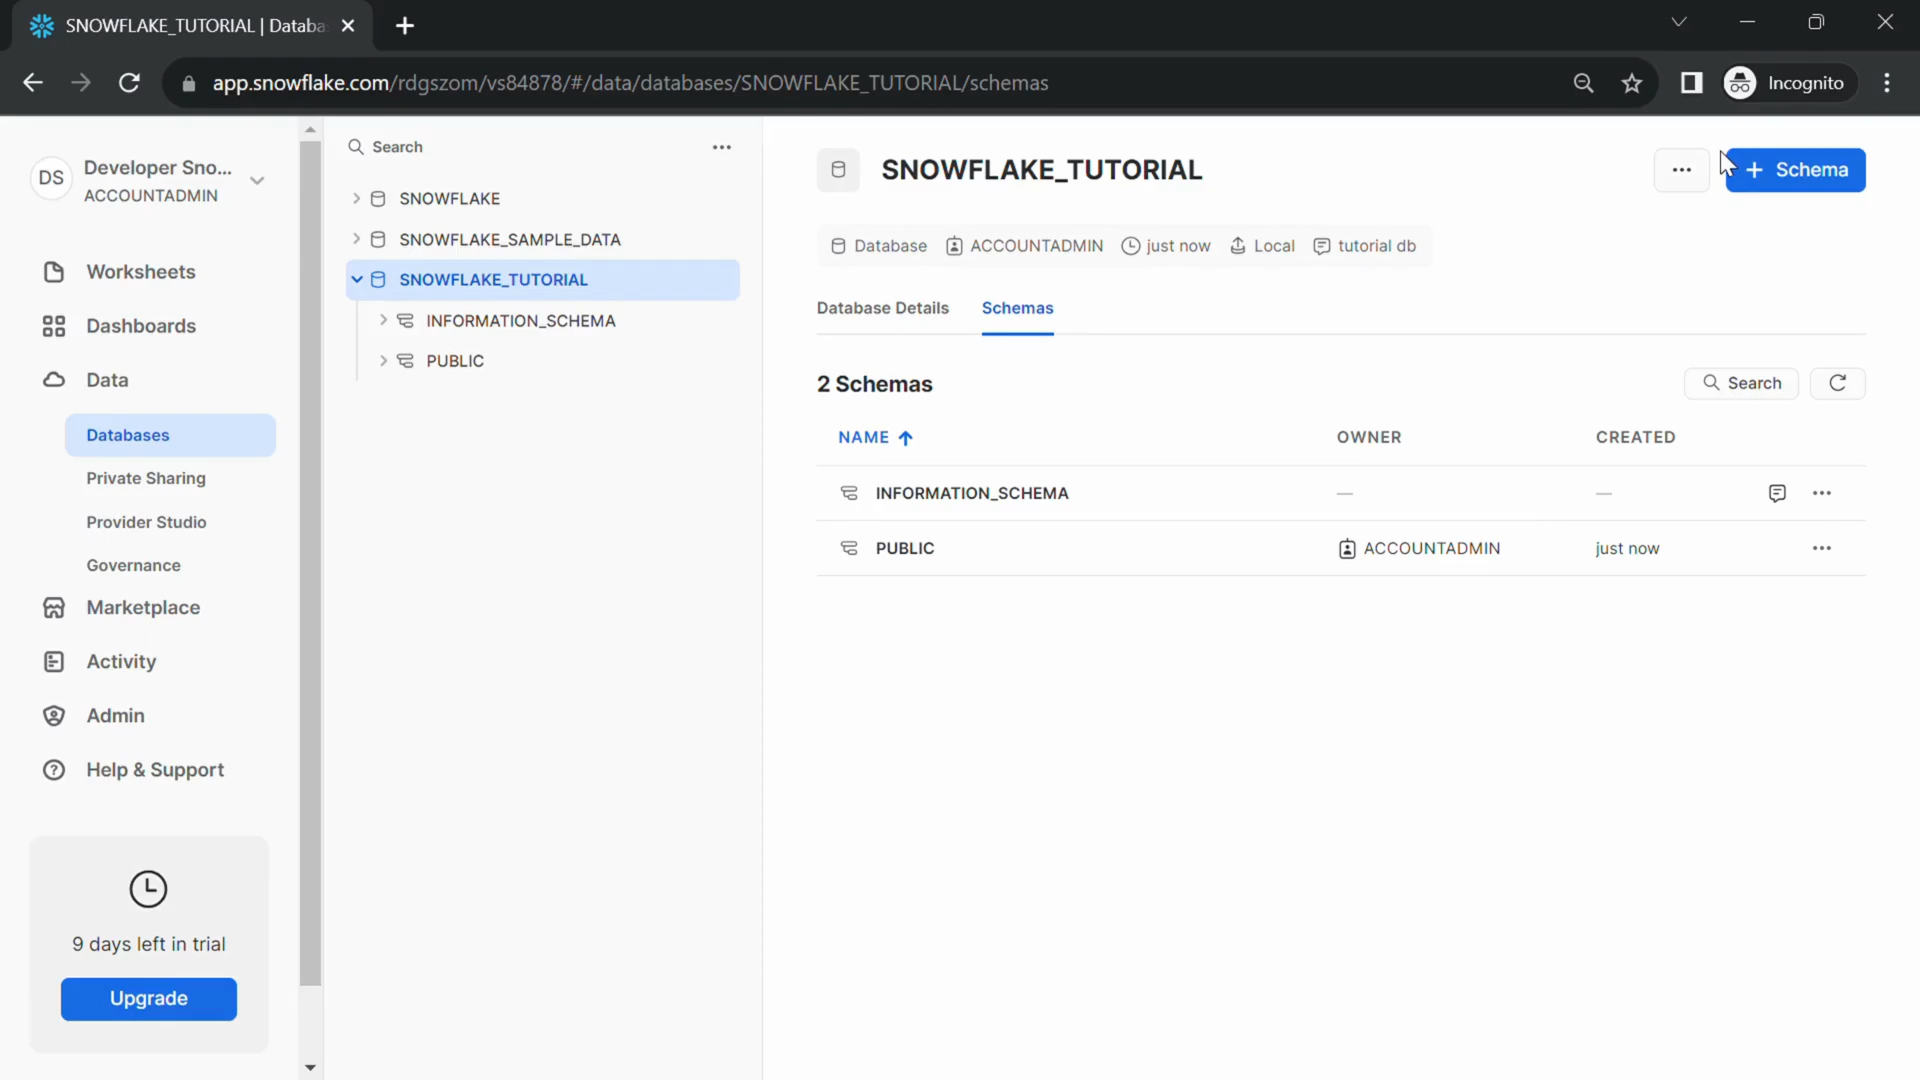 SNOWFLAKE_TUTORIAL | Databa
app.snowflake.com/rdgszom/vs84878/#/data/databases/SNOWFLAKE_TUTORIAL/schemas
Incognito
DS
Developer Sno...
ACCOUNTADMIN
Worksheets
Dashboards
Data
Databases
Private Sharing
Provider Studio
Governance
Marketplace
Activity
Admin
Help & Support
9 days left in trial
Upgrade
Search
SNOWFLAKE
SNOWFLAKE_SAMPLE_DATA
SNOWFLAKE_TUTORIAL
INFORMATION_SCHEMA
PUBLIC
SNOWFLAKE_TUTORIAL
+ Schema
Database ACCOUNTADMIN just now Local tutorial db
Database Details Schemas
2 Schemas
Search
NAME OWNER CREATED
INFORMATION_SCHEMA — —
PUBLIC ACCOUNTADMIN just now